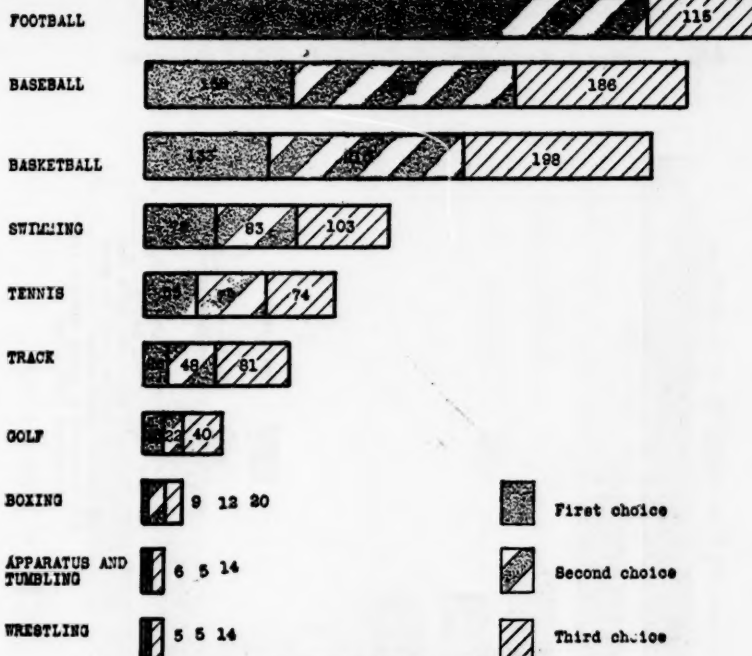 FOOTBALL 115
BASEBALL 186
BASKETBALL 133 198
SWIMMING 83 103
TENNIS 74
TRACK 48 81
GOLF 22 40
BOXING 9 12 20
APPARATUS AND
TUMBLING 6 5 14
WRESTLING 5 5 14
First choice
Second choice
Third choice